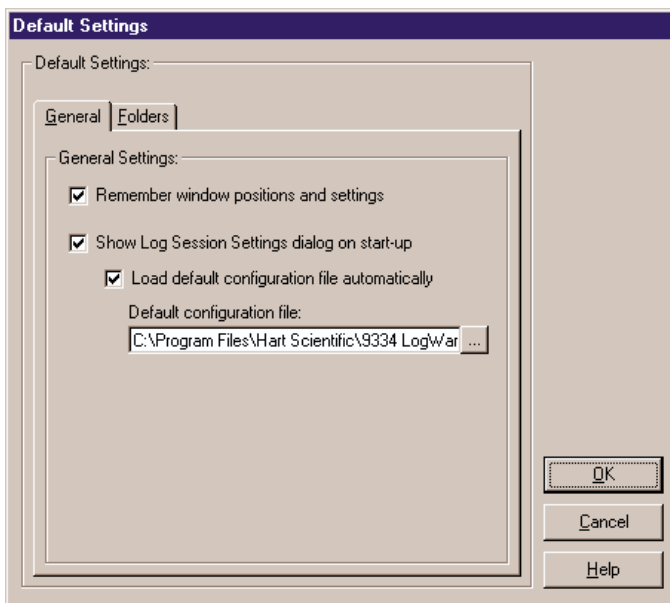 Default Settings
Default Settings:
General Folders
General Settings:
Remember window positions and settings
Show Log Session Settings dialog on start-up
Load default configuration file automatically
Default configuration file:
C:\Program Files\Hart Scientific\9334 LogWar ...
OK
Cancel
Help